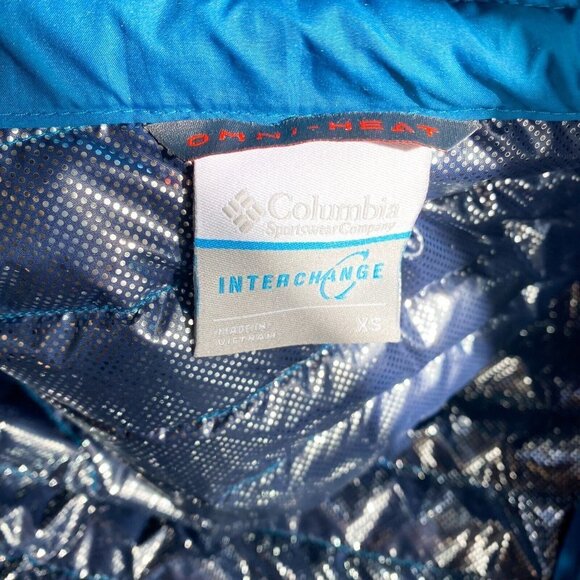 OMNI-HEAT
Columbia
Sportswear Company
INTERCHANGE
MADE IN
VIETNAM
XS